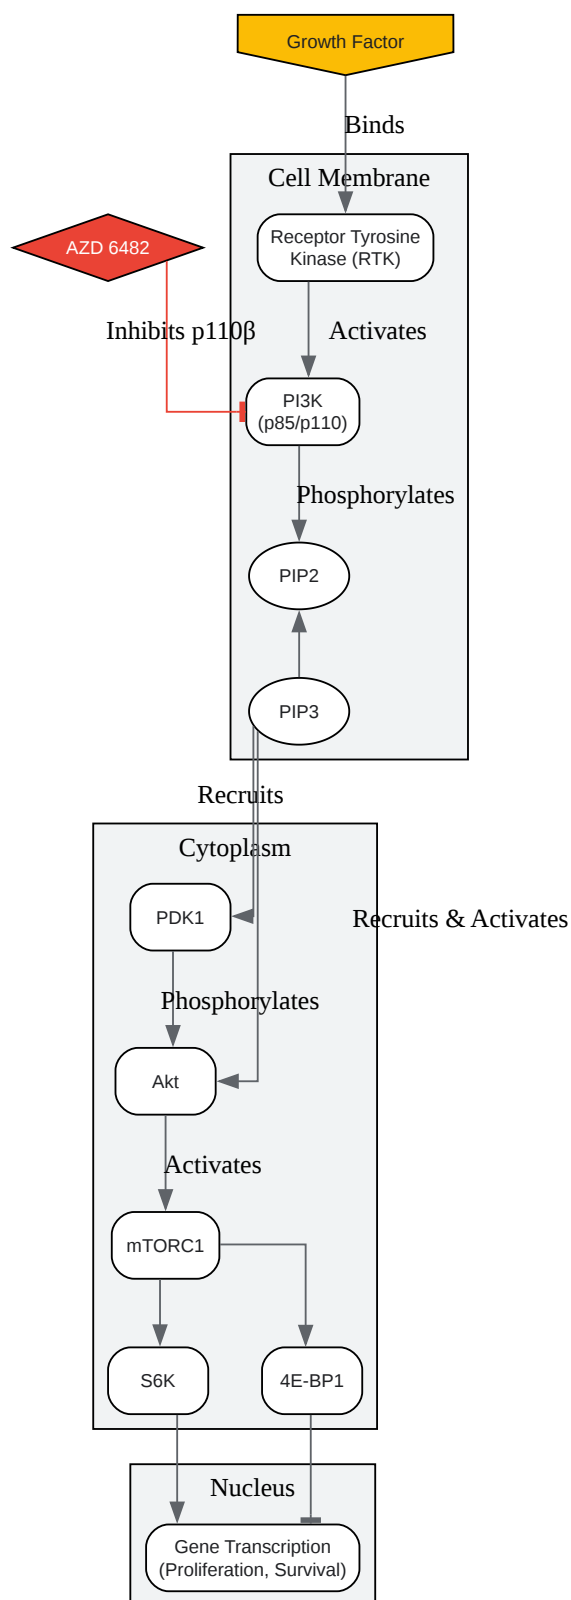 Growth Factor
Binds
Cell Membrane
Receptor Tyrosine
Kinase (RTK)
AZD 6482
Inhibits p110β
Activates
PI3K
(p85/p110)
Phosphorylates
PIP2
PIP3
Recruits
Cytoplasm
PDK1
Recruits & Activates
Phosphorylates
Akt
Activates
mTORC1
S6K
4E-BP1
Nucleus
Gene Transcription
(Proliferation, Survival)